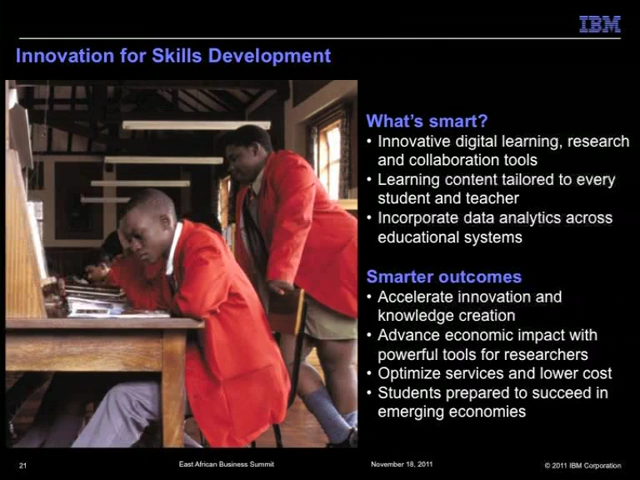 IBM
Innovation for Skills Development
What's smart?
• Innovative digital learning, research
and collaboration tools
• Learning content tailored to every
student and teacher
• Incorporate data analytics across
educational systems
Smarter outcomes
• Accelerate innovation and
knowledge creation
• Advance economic impact with
powerful tools for researchers
• Optimize services and lower cost
• Students prepared to succeed in
emerging economies
21
East African Business Summit
November 18, 2011
© 2011 IBM Corporation